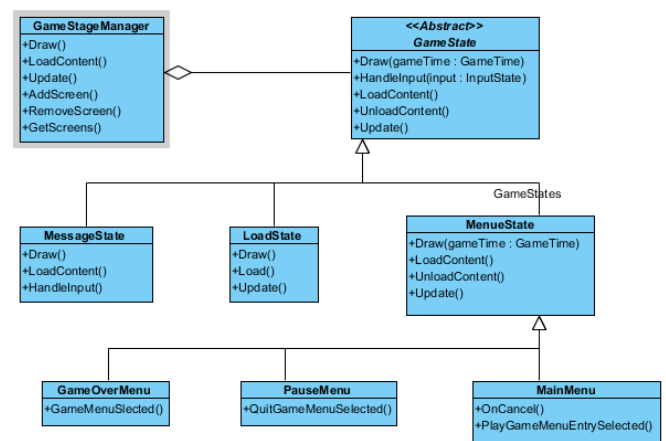 GameStageManager
+Draw()
+LoadContent()
+Update()
+AddScreen()
+RemoveScreen()
+GetScreens()
<<Abstract>>
GameState
+Draw(gameTime : GameTime)
+HandleInput(input : InputState)
+LoadContent()
+UnloadContent()
+Update()
GameStates
MessageState
+Draw()
+LoadContent()
+HandleInput()
LoadState
+Draw()
+Load()
+Update()
MenueState
+Draw(gameTime : GameTime)
+LoadContent()
+UnloadContent()
+Update()
GameOverMenu
+GameMenuSlected()
PauseMenu
+QuitGameMenuSelected()
MainMenu
+OnCancel()
+PlayGameMenuEntrySelected()